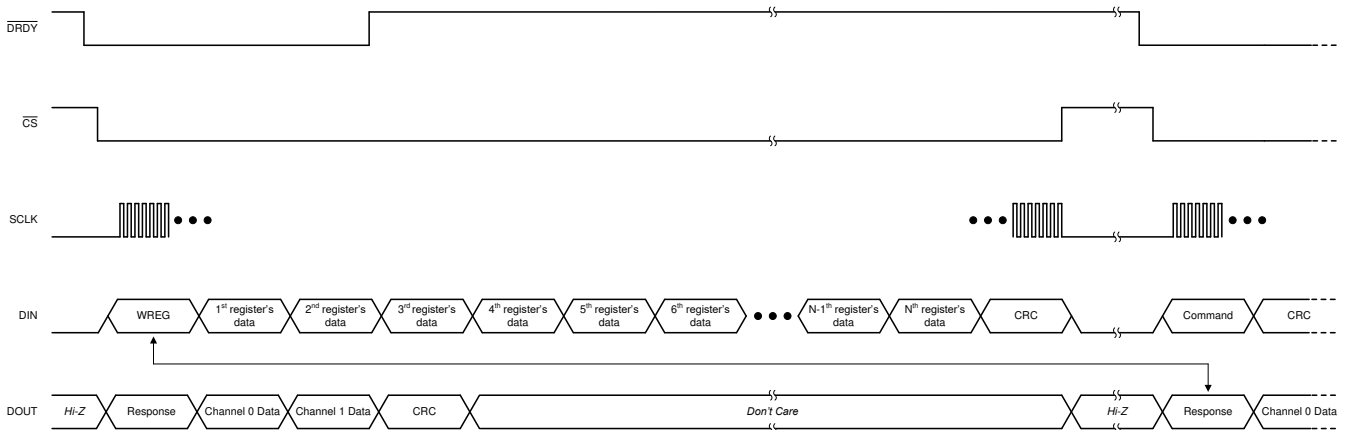 DRDY
CS
SCLK
DIN
WREG
1st register's
data
2nd register's
data
3rd register's
data
4th register's
data
5th register's
data
6th register's
data
N-1th register's
data
Nth register's
data
CRC
Command
CRC
DOUT
Hi-Z
Response
Channel 0 Data
Channel 1 Data
CRC
Don't Care
Hi-Z
Response
Channel 0 Data